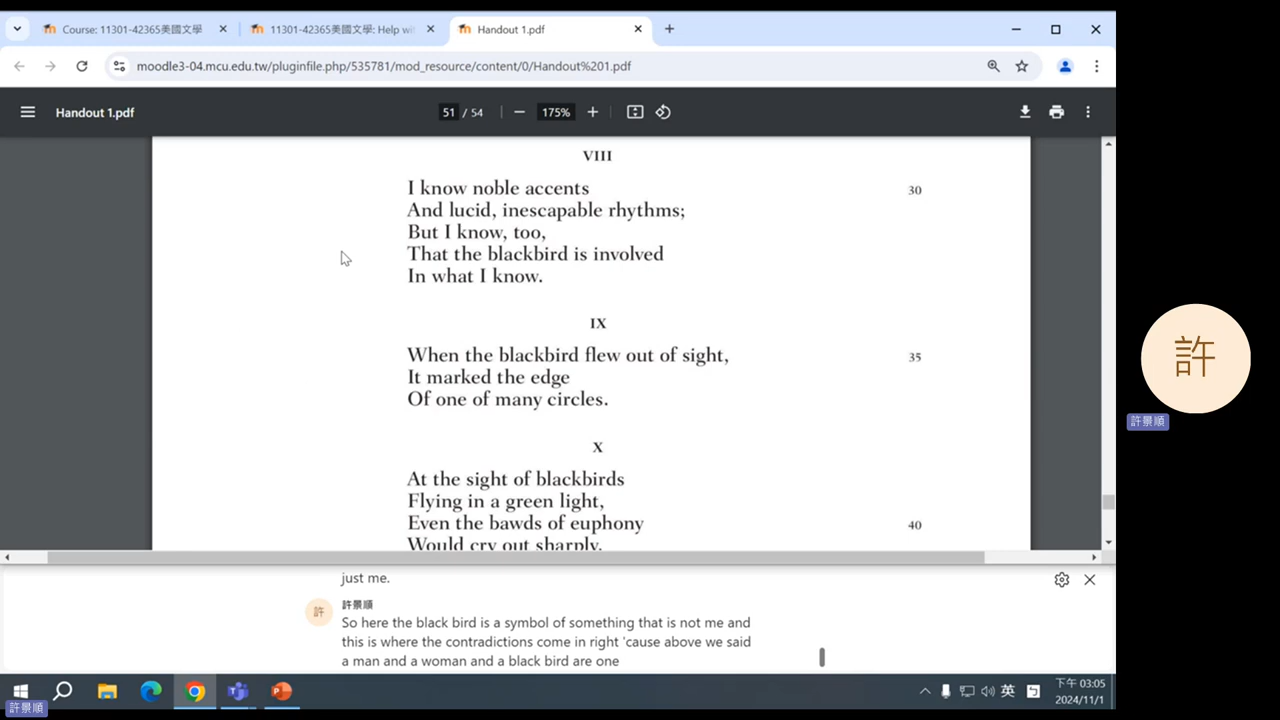 Course: 11301-42365美國文學
11301-42365美國文學: Help wi
Handout 1.pdf
moodle3-04.mcu.edu.tw/pluginfile.php/535781/mod_resource/content/0/Handout%201.pdf
Handout 1.pdf
51 / 54
175%
VIII
I know noble accents
30
And lucid, inescapable rhythms;
But I know, too,
That the blackbird is involved
In what I know.
IX
When the blackbird flew out of sight,
35
It marked the edge
Of one of many circles.
X
At the sight of blackbirds
Flying in a green light,
Even the bawds of euphony
40
Would cry out sharply.
just me.
許
許景順
So here the black bird is a symbol of something that is not me and
this is where the contradictions come in right 'cause above we said
a man and a woman and a black bird are one
許
許景順
英
下午 03:05
2024/11/1
許景順